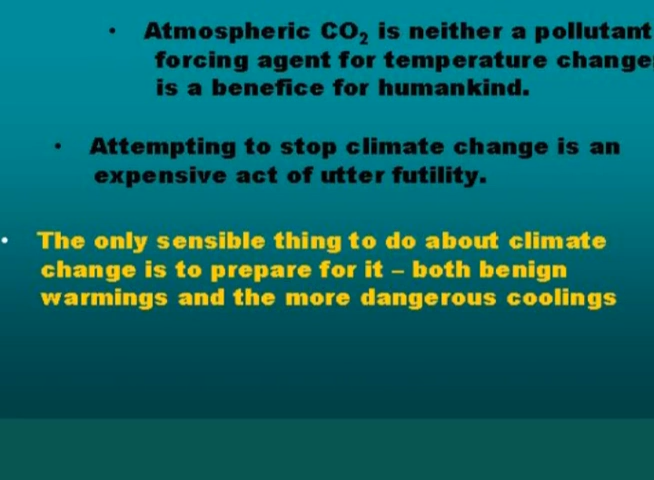 • Atmospheric CO₂ is neither a pollutant
forcing agent for temperature change
is a benefice for humankind.
• Attempting to stop climate change is an
expensive act of utter futility.
• The only sensible thing to do about climate
change is to prepare for it – both benign
warmings and the more dangerous coolings